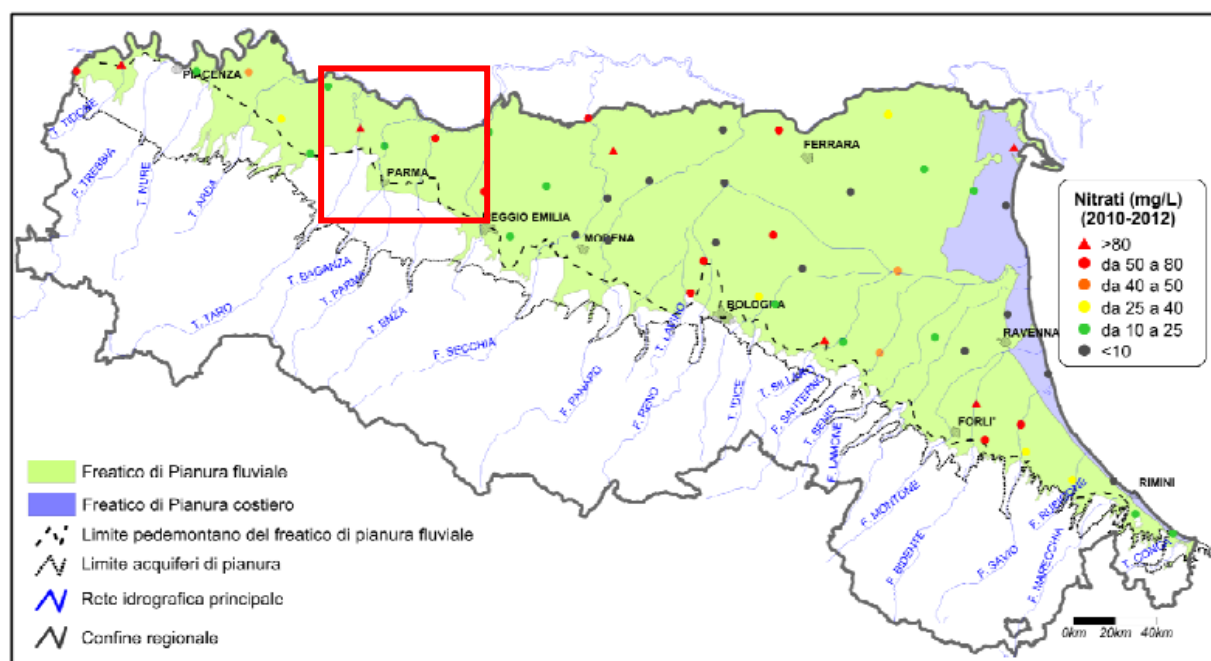 PIACENZA
T. TIDONE
F. TREBBIA
T. NURE
T. ARDA
PARMA
REGGIO EMILIA
MODENA
FERRARA
BOLOGNA
RAVENNA
FORLI'
RIMINI
T. TARO
T. BAGANZA
T. PARMA
T. ENZA
F. SECCHIA
F. PANARO
T. LAVINO
F. RENO
T. IDICE
T. SILLARO
F. SANTERNO
T. SENIO
F. LAMONE
F. MONTONE
F. BIDENTE
F. SAVIO
F. RUBICONE
F. MARECCHIA
T. CONCA
Nitrati (mg/L)
(2010-2012)
>80
da 50 a 80
da 40 a 50
da 25 a 40
da 10 a 25
<10
Freatico di Pianura fluviale
Freatico di Pianura costiero
Limite pedemontano del freatico di pianura fluviale
Limite acquiferi di pianura
Rete idrografica principale
Confine regionale
0km 20km 40km